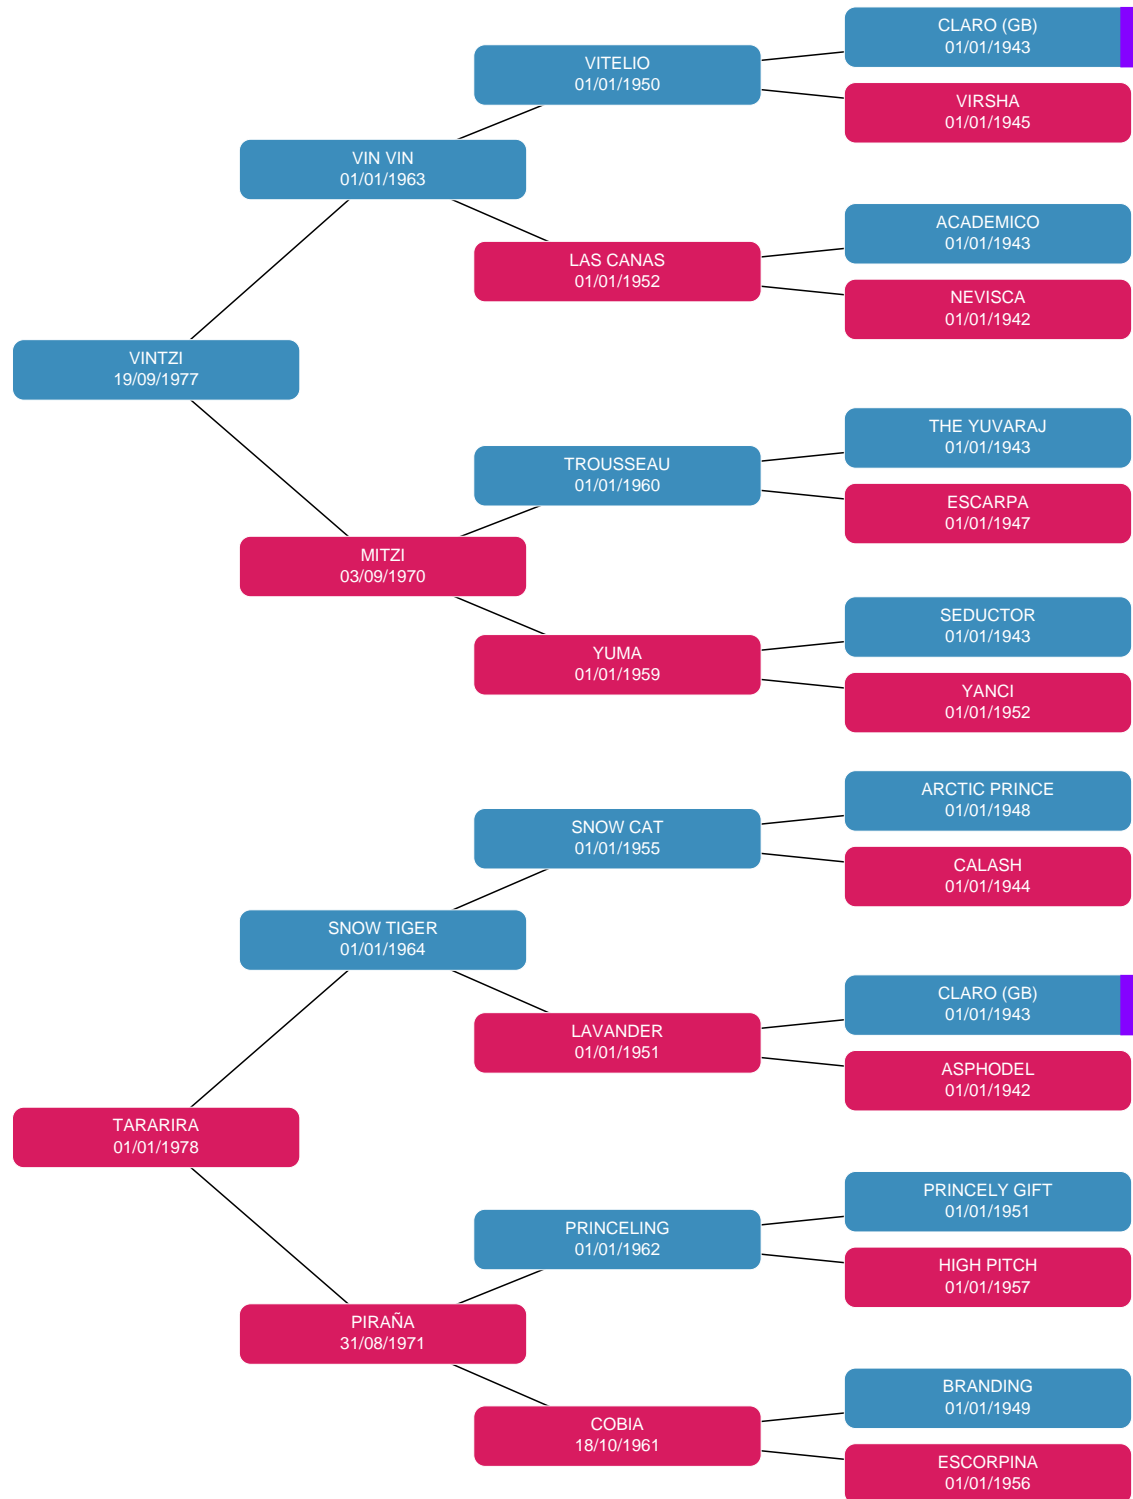 CLARO (GB)
01/01/1943
VITELIO
01/01/1950
VIRSHA
01/01/1945
VIN VIN
01/01/1963
ACADEMICO
01/01/1943
LAS CANAS
01/01/1952
NEVISCA
01/01/1942
VINTZI
19/09/1977
THE YUVARAJ
01/01/1943
TROUSSEAU
01/01/1960
ESCARPA
01/01/1947
MITZI
03/09/1970
SEDUCTOR
01/01/1943
YUMA
01/01/1959
YANCI
01/01/1952
ARCTIC PRINCE
01/01/1948
SNOW CAT
01/01/1955
CALASH
01/01/1944
SNOW TIGER
01/01/1964
CLARO (GB)
01/01/1943
LAVANDER
01/01/1951
ASPHODEL
01/01/1942
TARARIRA
01/01/1978
PRINCELY GIFT
01/01/1951
PRINCELING
01/01/1962
HIGH PITCH
01/01/1957
PIRAÑA
31/08/1971
BRANDING
01/01/1949
COBIA
18/10/1961
ESCORPINA
01/01/1956